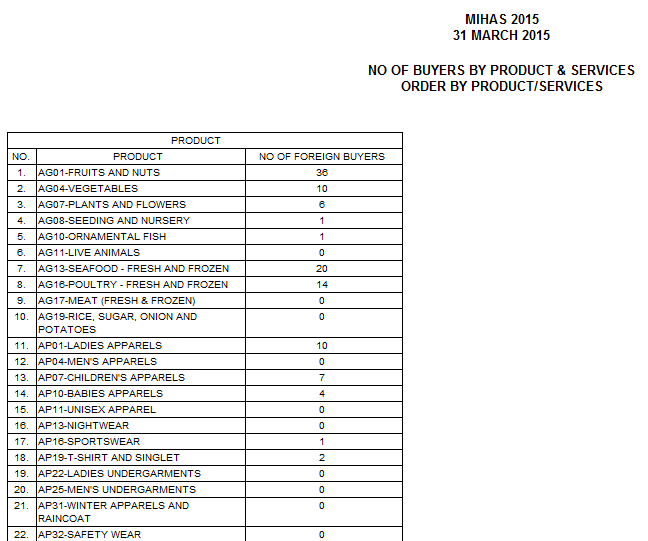 MIHAS 2015
31 MARCH 2015
NO OF BUYERS BY PRODUCT & SERVICES
ORDER BY PRODUCT/SERVICES
PRODUCT
NO. PRODUCT NO OF FOREIGN BUYERS
1. AG01-FRUITS AND NUTS 36
2. AG04-VEGETABLES 10
3. AG07-PLANTS AND FLOWERS 6
4. AG08-SEEDING AND NURSERY 1
5. AG10-ORNAMENTAL FISH 1
6. AG11-LIVE ANIMALS 0
7. AG13-SEAFOOD - FRESH AND FROZEN 20
8. AG16-POULTRY - FRESH AND FROZEN 14
9. AG17-MEAT (FRESH & FROZEN) 0
10. AG19-RICE, SUGAR, ONION AND 0
POTATOES
11. AP01-LADIES APPARELS 10
12. AP04-MEN'S APPARELS 0
13. AP07-CHILDREN'S APPARELS 7
14. AP10-BABIES APPARELS 4
15. AP11-UNISEX APPAREL 0
16. AP13-NIGHTWEAR 0
17. AP16-SPORTSWEAR 1
18. AP19-T-SHIRT AND SINGLET 2
19. AP22-LADIES UNDERGARMENTS 0
20. AP25-MEN'S UNDERGARMENTS 0
21. AP31-WINTER APPARELS AND 0
RAINCOAT
22. AP32-SAFETY WEAR 0